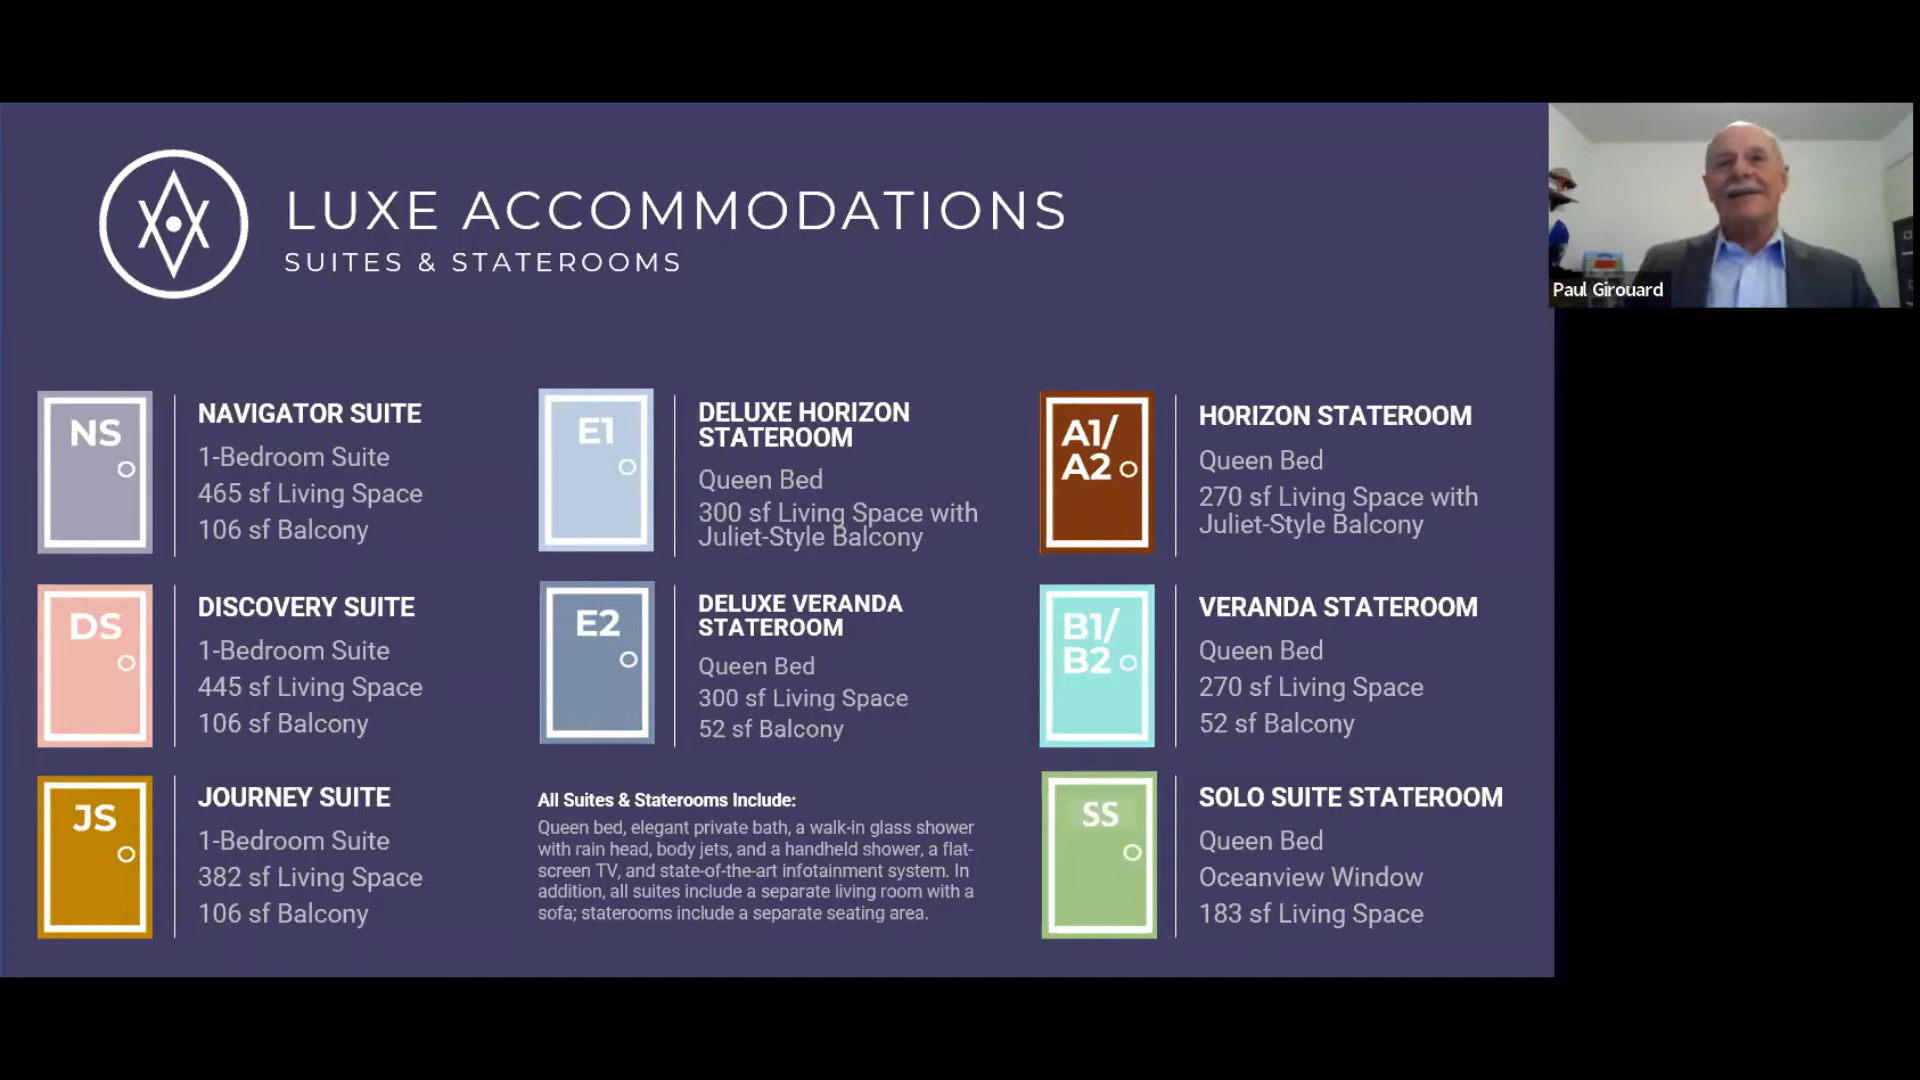 LUXE ACCOMMODATIONS
SUITES & STATEROOMS
Paul Girouard
NS
NAVIGATOR SUITE
1-Bedroom Suite
465 sf Living Space
106 sf Balcony
DS
DISCOVERY SUITE
1-Bedroom Suite
445 sf Living Space
106 sf Balcony
JS
JOURNEY SUITE
1-Bedroom Suite
382 sf Living Space
106 sf Balcony
E1
DELUXE HORIZON
STATEROOM
Queen Bed
300 sf Living Space with
Juliet-Style Balcony
E2
DELUXE VERANDA
STATEROOM
Queen Bed
300 sf Living Space
52 sf Balcony
All Suites & Staterooms Include:
Queen bed, elegant private bath, a walk-in glass shower
with rain head, body jets, and a handheld shower, a flat-
screen TV, and state-of-the-art infotainment system. In
addition, all suites include a separate living room with a
sofa; staterooms include a separate seating area.
A1/
A2
HORIZON STATEROOM
Queen Bed
270 sf Living Space with
Juliet-Style Balcony
B1/
B2
VERANDA STATEROOM
Queen Bed
270 sf Living Space
52 sf Balcony
SS
SOLO SUITE STATEROOM
Queen Bed
Oceanview Window
183 sf Living Space